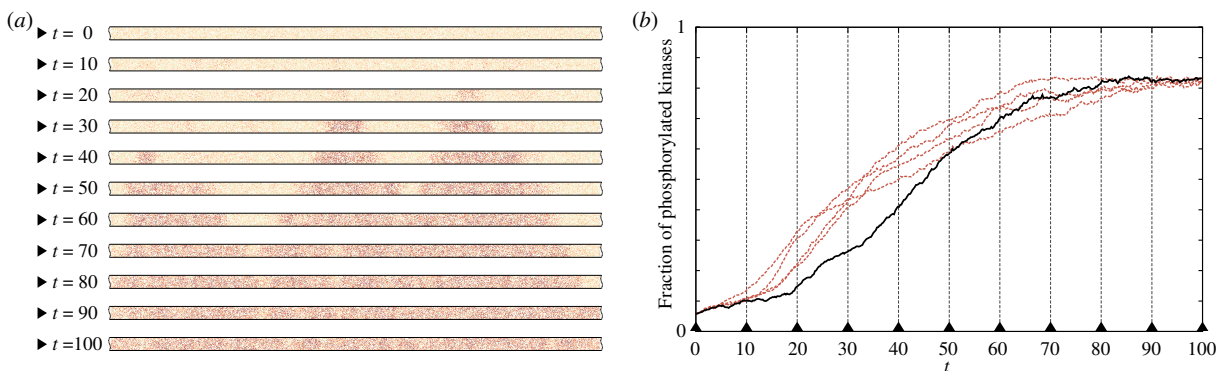 (a)
▶ t = 0
▶ t = 10
▶ t = 20
▶ t = 30
▶ t = 40
▶ t = 50
▶ t = 60
▶ t = 70
▶ t = 80
▶ t = 90
▶ t =100
(b)
Fraction of phosphorylated kinases
1
0
0 10 20 30 40 50 60 70 80 90 100
t